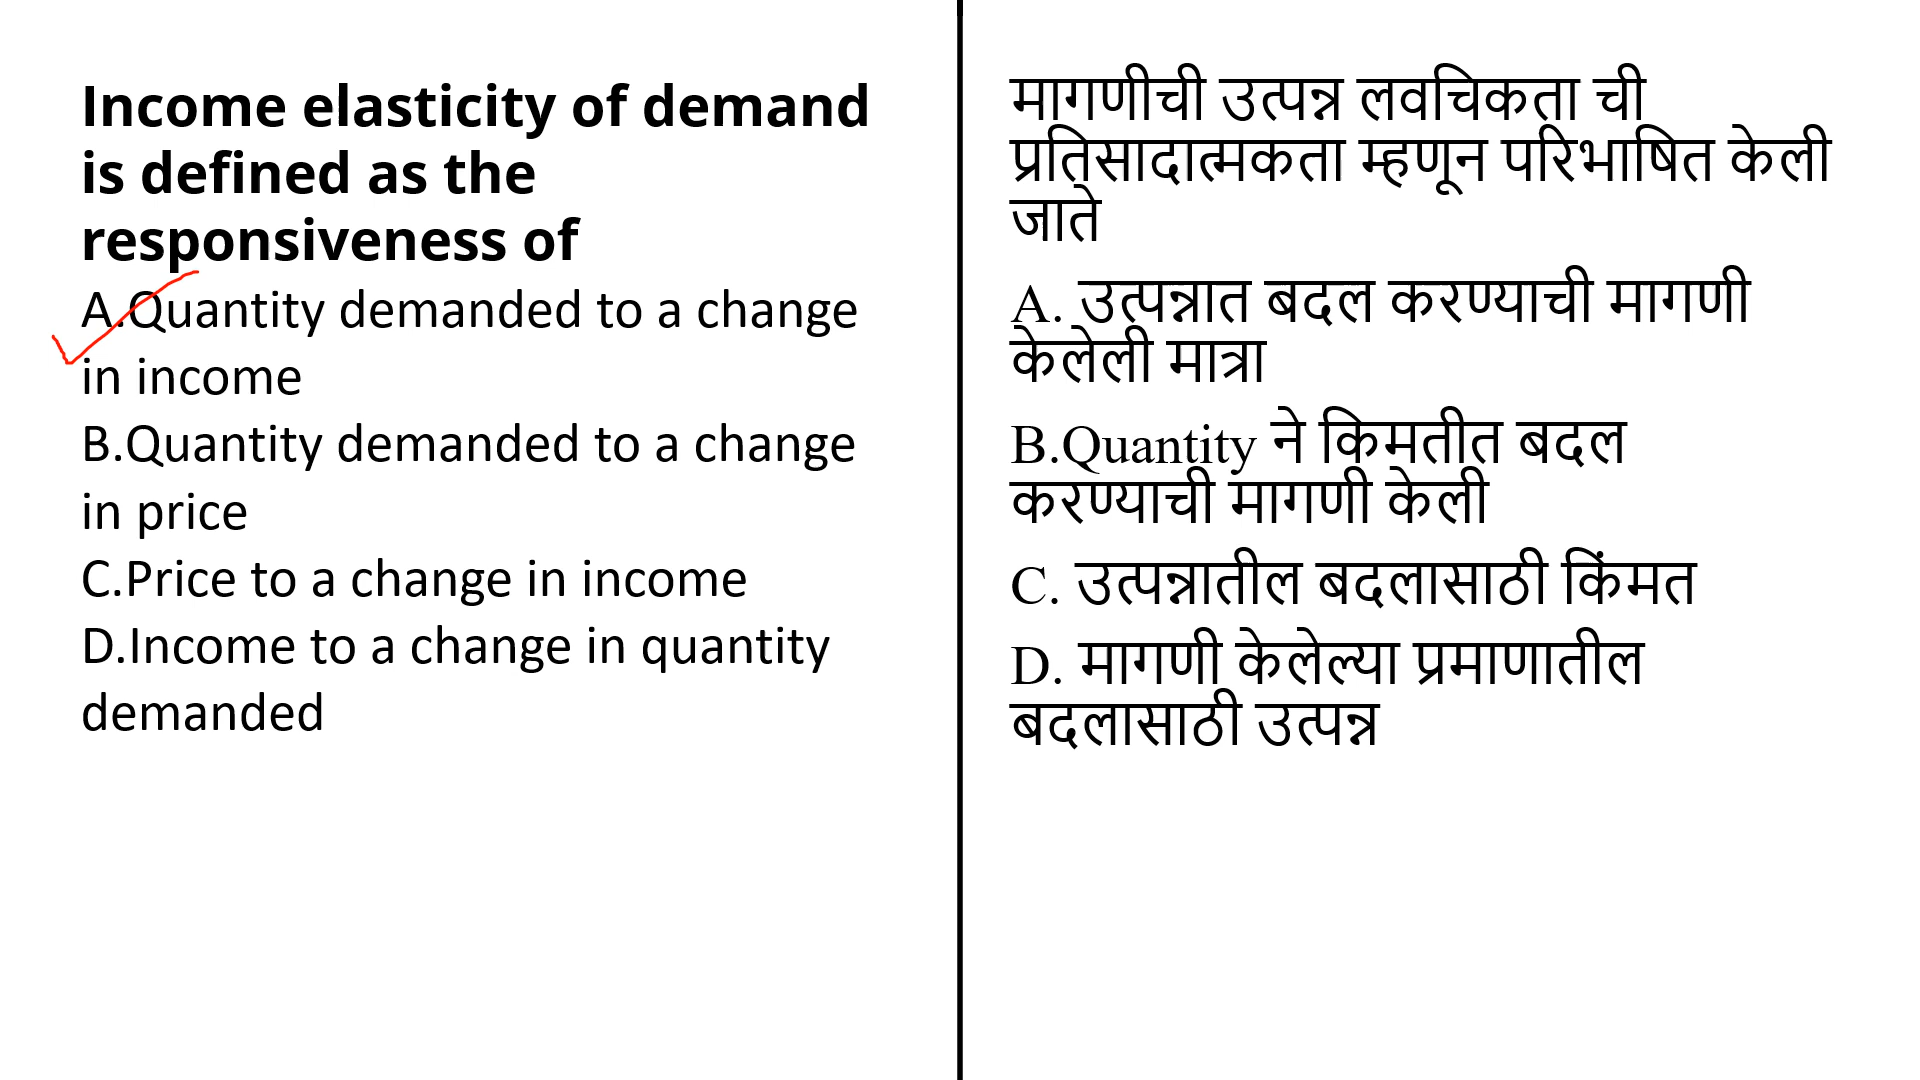 Income elasticity of demand
is defined as the
responsiveness of
A.Quantity demanded to a change
in income
B.Quantity demanded to a change
in price
C.Price to a change in income
D.Income to a change in quantity
demanded
मागणीची उत्पन्न लवचिकता ची
प्रतिसादात्मकता म्हणून परिभाषित केली
जाते
A. उत्पन्नात बदल करण्याची मागणी
केलेली मात्रा
B.Quantity ने किमतीत बदल
करण्याची मागणी केली
C. उत्पन्नातील बदलासाठी किंमत
D. मागणी केलेल्या प्रमाणातील
बदलासाठी उत्पन्न